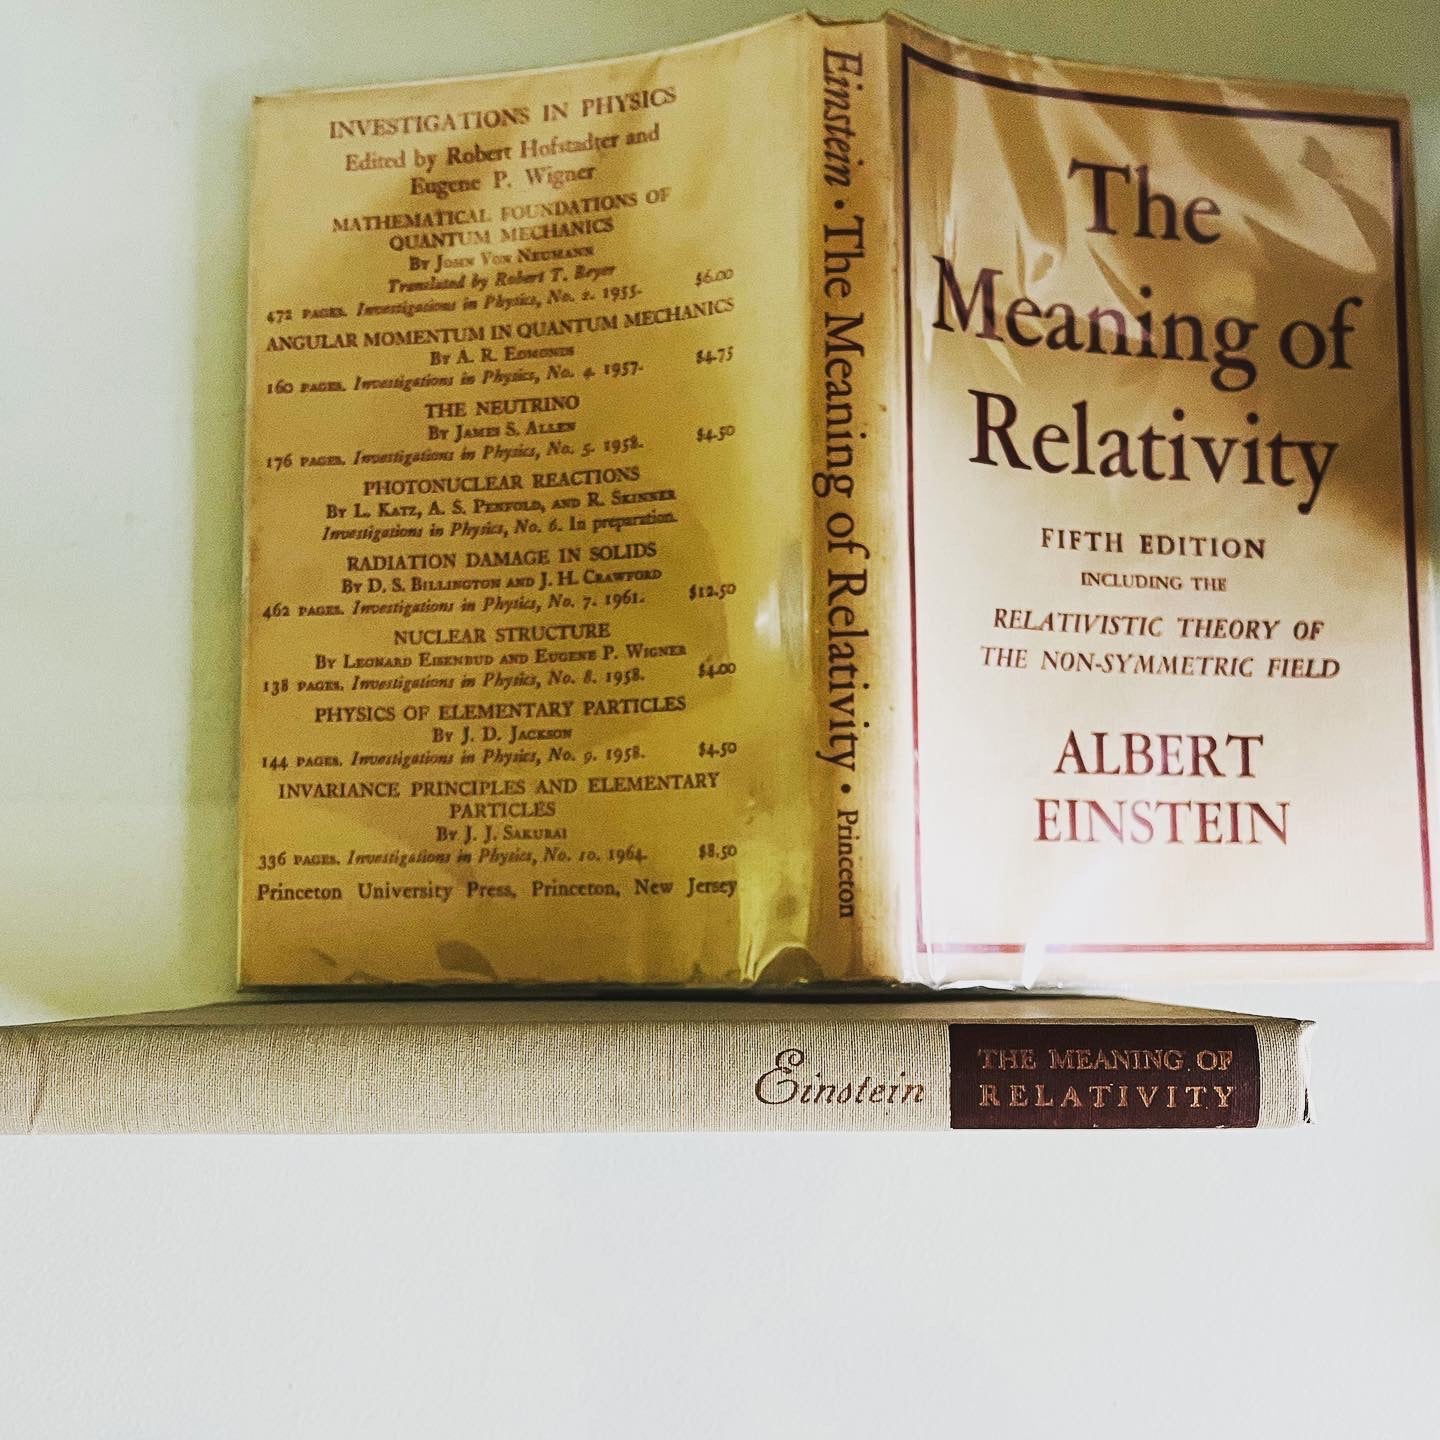 INVESTIGATIONS IN PHYSICS
Edited by Robert Hofstadter and
Eugene P. Wigner
MATHEMATICAL FOUNDATIONS OF
QUANTUM MECHANICS
By John Von Neumann
Translated by Robert T. Beyer
472 PAGES. Investigations in Physics, No. 2. 1955. $6.00
ANGULAR MOMENTUM IN QUANTUM MECHANICS
By A. R. Edmonds
160 PAGES. Investigations in Physics, No. 4. 1957. $4.75
THE NEUTRINO
By James S. Allen
176 PAGES. Investigations in Physics, No. 5. 1958. $4.50
PHOTONUCLEAR REACTIONS
By L. Katz, A. S. Penfold, and R. Skinner
Investigations in Physics, No. 6. In preparation.
RADIATION DAMAGE IN SOLIDS
By D. S. Billington and J. H. Crawford
462 PAGES. Investigations in Physics, No. 7. 1961. $12.50
NUCLEAR STRUCTURE
By Leonard Eisenbud and Eugene P. Wigner
138 PAGES. Investigations in Physics, No. 8. 1958. $4.00
PHYSICS OF ELEMENTARY PARTICLES
By J. D. Jackson
144 PAGES. Investigations in Physics, No. 9. 1958. $4.50
INVARIANCE PRINCIPLES AND ELEMENTARY
PARTICLES
By J. J. Sakurai
336 PAGES. Investigations in Physics, No. 10. 1964. $8.50
Princeton University Press, Princeton, New Jersey
Einstein • The Meaning of Relativity • Princeton
The
Meaning of
Relativity
FIFTH EDITION
INCLUDING THE
RELATIVISTIC THEORY OF
THE NON-SYMMETRIC FIELD
ALBERT
EINSTEIN
Einstein
THE MEANING OF
RELATIVITY